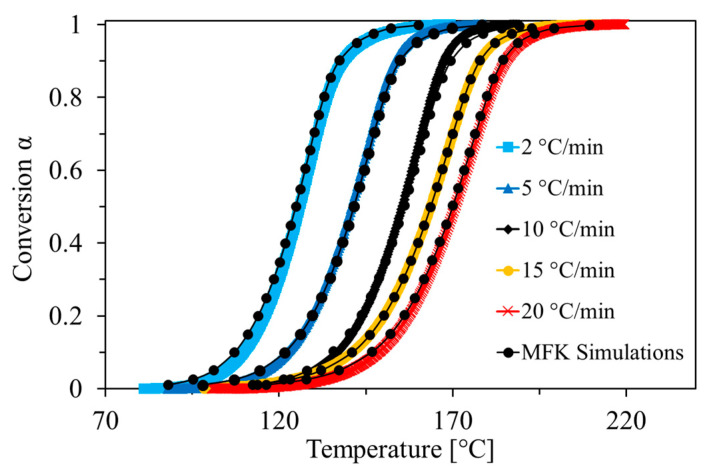 1
0.8
0.6
0.4
0.2
0
Conversion α
70
120
170
220
Temperature [°C]
2 °C/min
5 °C/min
10 °C/min
15 °C/min
20 °C/min
MFK Simulations